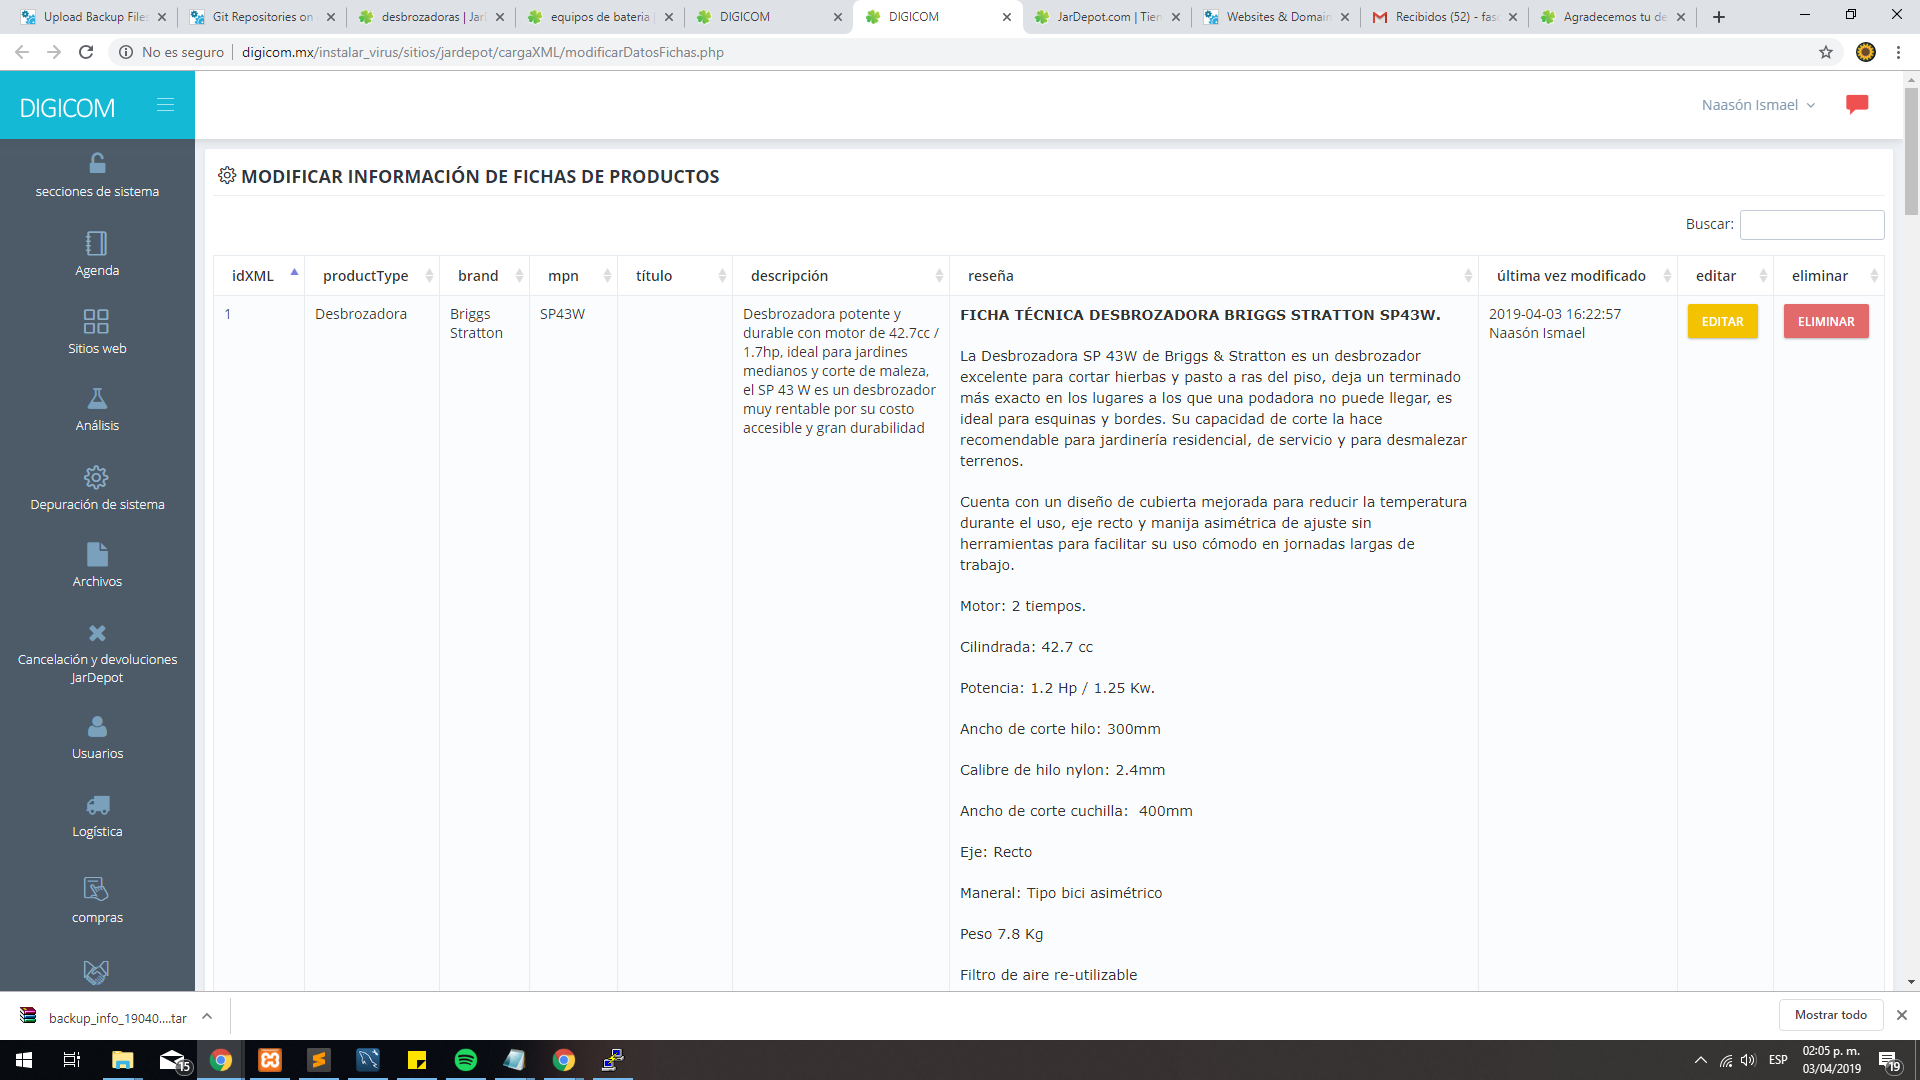 Upload Backup Files
Git Repositories on
desbrozadoras | Jar
equipos de bateria
DIGICOM
DIGICOM
JarDepot.com | Tien
Websites & Domain
Recibidos (52) - fas
Agradecemos tu de
No es seguro
digicom.mx/instalar_virus/sitios/jardepot/cargaXML/modificarDatosFichas.php
DIGICOM
Naasón Ismael
secciones de sistema
Agenda
Sitios web
Análisis
Depuración de sistema
Archivos
Cancelación y devoluciones
JarDepot
Usuarios
Logística
compras
MODIFICAR INFORMACIÓN DE FICHAS DE PRODUCTOS
Buscar:
idXML productType brand mpn título descripción reseña última vez modificado editar eliminar
1
Desbrozadora
Briggs
Stratton
SP43W
Desbrozadora potente y
durable con motor de 42.7cc /
1.7hp, ideal para jardines
medianos y corte de maleza,
el SP 43 W es un desbrozador
muy rentable por su costo
accesible y gran durabilidad
FICHA TÉCNICA DESBROZADORA BRIGGS STRATTON SP43W.
La Desbrozadora SP 43W de Briggs & Stratton es un desbrozador
excelente para cortar hierbas y pasto a ras del piso, deja un terminado
más exacto en los lugares a los que una podadora no puede llegar, es
ideal para esquinas y bordes. Su capacidad de corte la hace
recomendable para jardinería residencial, de servicio y para desmalezar
terrenos.
Cuenta con un diseño de cubierta mejorada para reducir la temperatura
durante el uso, eje recto y manija asimétrica de ajuste sin
herramientas para facilitar su uso cómodo en jornadas largas de
trabajo.
Motor: 2 tiempos.
Cilindrada: 42.7 cc
Potencia: 1.2 Hp / 1.25 Kw.
Ancho de corte hilo: 300mm
Calibre de hilo nylon: 2.4mm
Ancho de corte cuchilla: 400mm
Eje: Recto
Maneral: Tipo bici asimétrico
Peso 7.8 Kg
Filtro de aire re-utilizable
2019-04-03 16:22:57
Naasón Ismael
EDITAR
ELIMINAR
backup_info_19040....tar
Mostrar todo
15
ESP
02:05 p. m.
03/04/2019
19